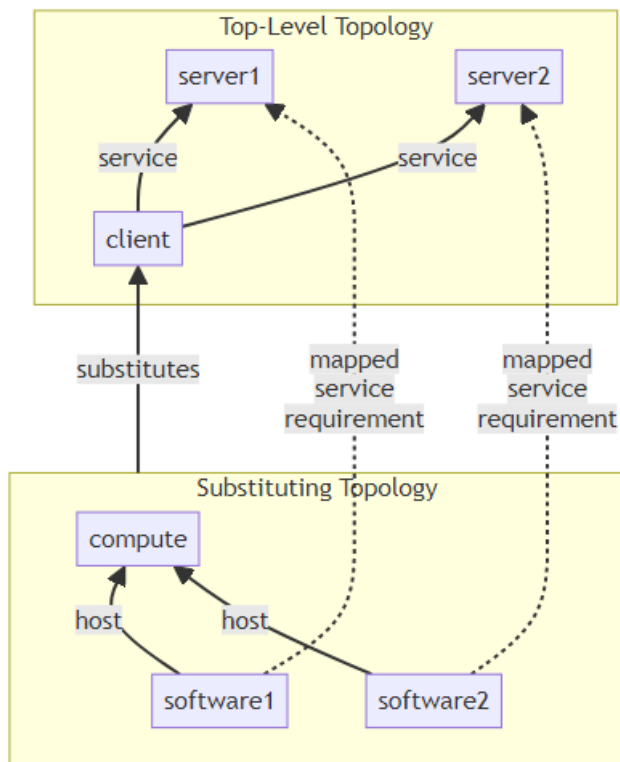 Top-Level Topology
server1
server2
service
service
client
substitutes
mapped
service
requirement
mapped
service
requirement
Substituting Topology
compute
host
host
software1
software2